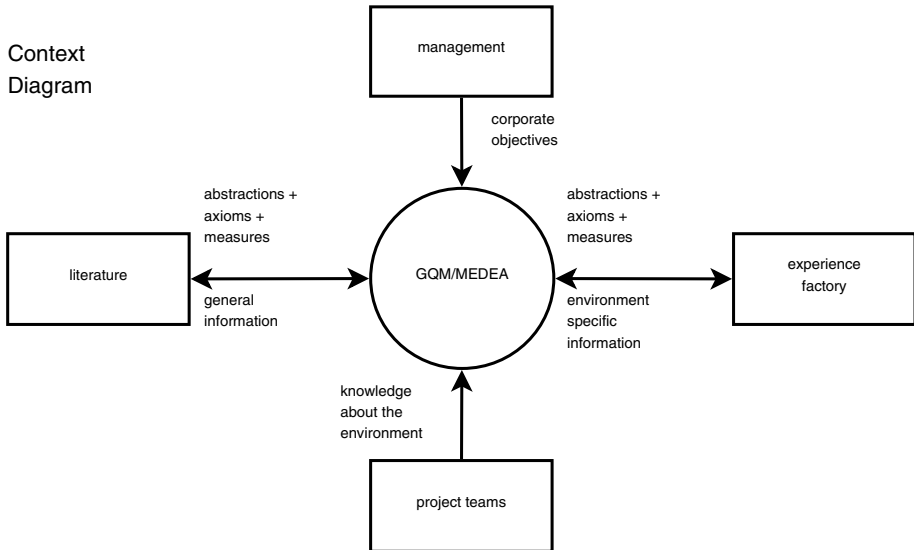 Context
Diagram
management
corporate
objectives
abstractions +
axioms +
measures
abstractions +
axioms +
measures
literature
GQM/MEDEA
experience
factory
general
information
environment
specific
information
knowledge
about the
environment
project teams